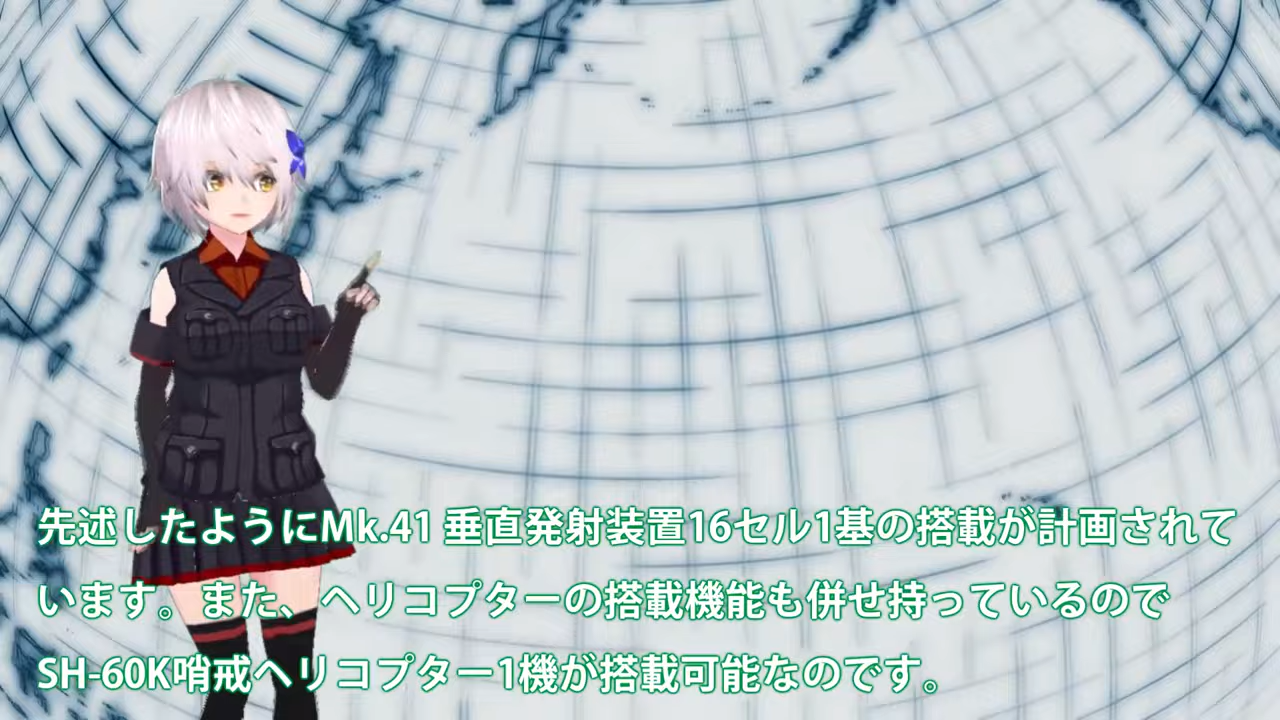 先述したようにMk.41 垂直発射装置16セル1基の搭載が計画されて
います。また、ヘリコプターの搭載機能も併せ持っているので
SH-60K哨戒ヘリコプター1機が搭載可能なのです。